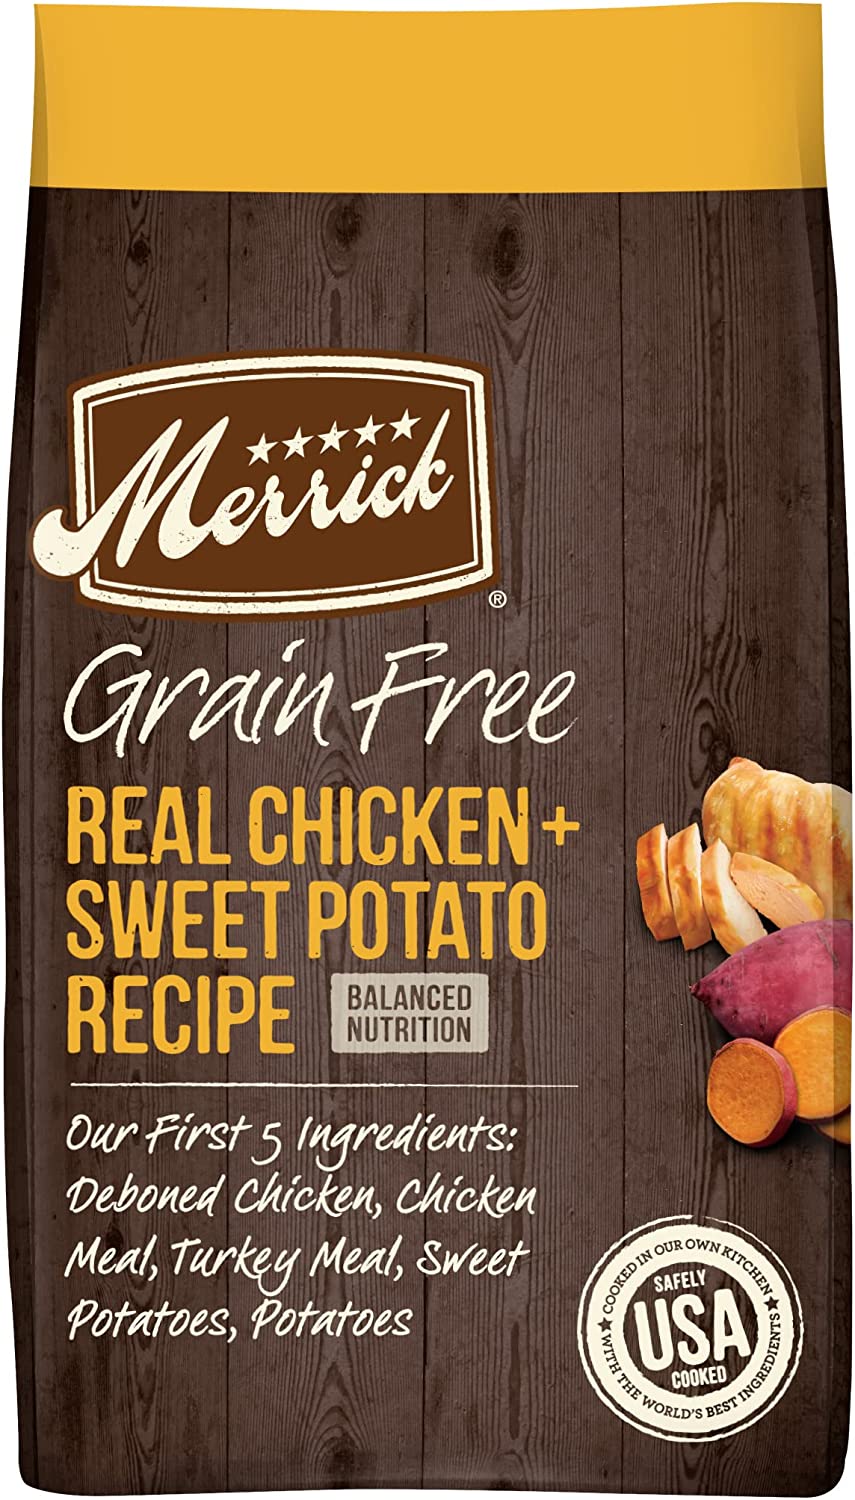 Merrick
®
Grain Free
REAL CHICKEN +
SWEET POTATO
RECIPE
BALANCED
NUTRITION
Our First 5 Ingredients:
Deboned Chicken, Chicken
Meal, Turkey Meal, Sweet
Potatoes, Potatoes
COOKED IN OUR OWN KITCHEN
SAFELY
USA
COOKED
WITH THE WORLD'S BEST INGREDIENTS